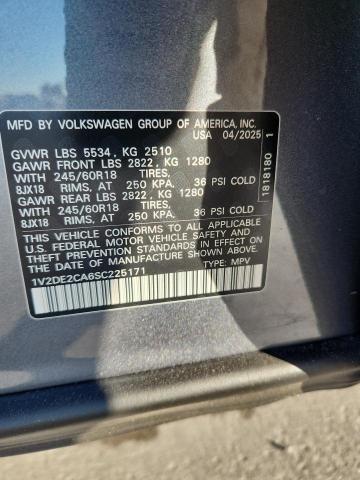 MFD BY VOLKSWAGEN GROUP OF AMERICA, INC.
USA 04/2025
GVWR LBS 5534, KG 2510
GAWR FRONT LBS 2822, KG 1280
WITH 245/60R18 TIRES,
8JX18 RIMS, AT 250 KPA, 36 PSI COLD
GAWR REAR LBS 2822, KG 1280
WITH 245/60R18 TIRES,
8JX18 RIMS, AT 250 KPA, 36 PSI COLD
THIS VEHICLE CONFORMS TO ALL APPLICABLE
U.S. FEDERAL MOTOR VEHICLE SAFETY AND
THEFT PREVENTION STANDARDS IN EFFECT ON THE
DATE OF MANUFACTURE SHOWN ABOVE.
1V2DE2CA6SC225171 TYPE: MPV
1818180 1